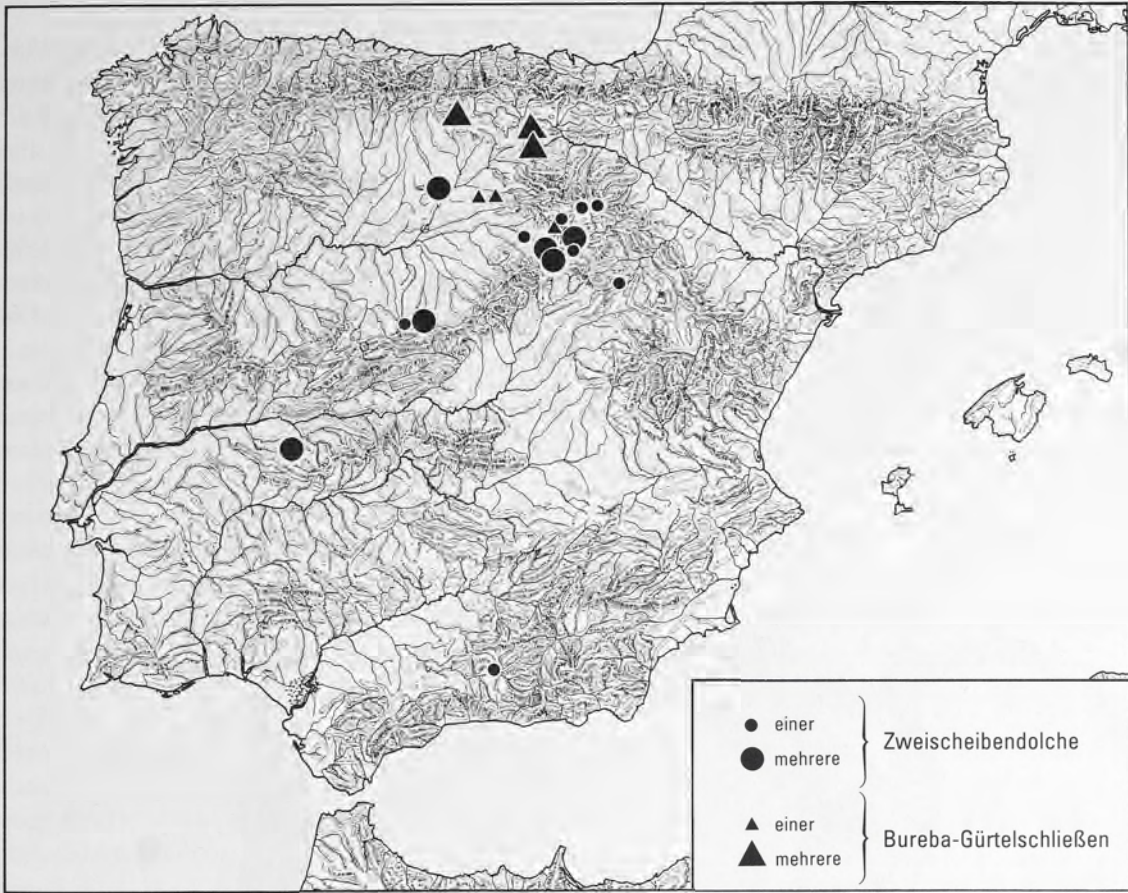 einer
mehrere
Zweischeibendolche
einer
mehrere
Bureba-Gürtelschließen